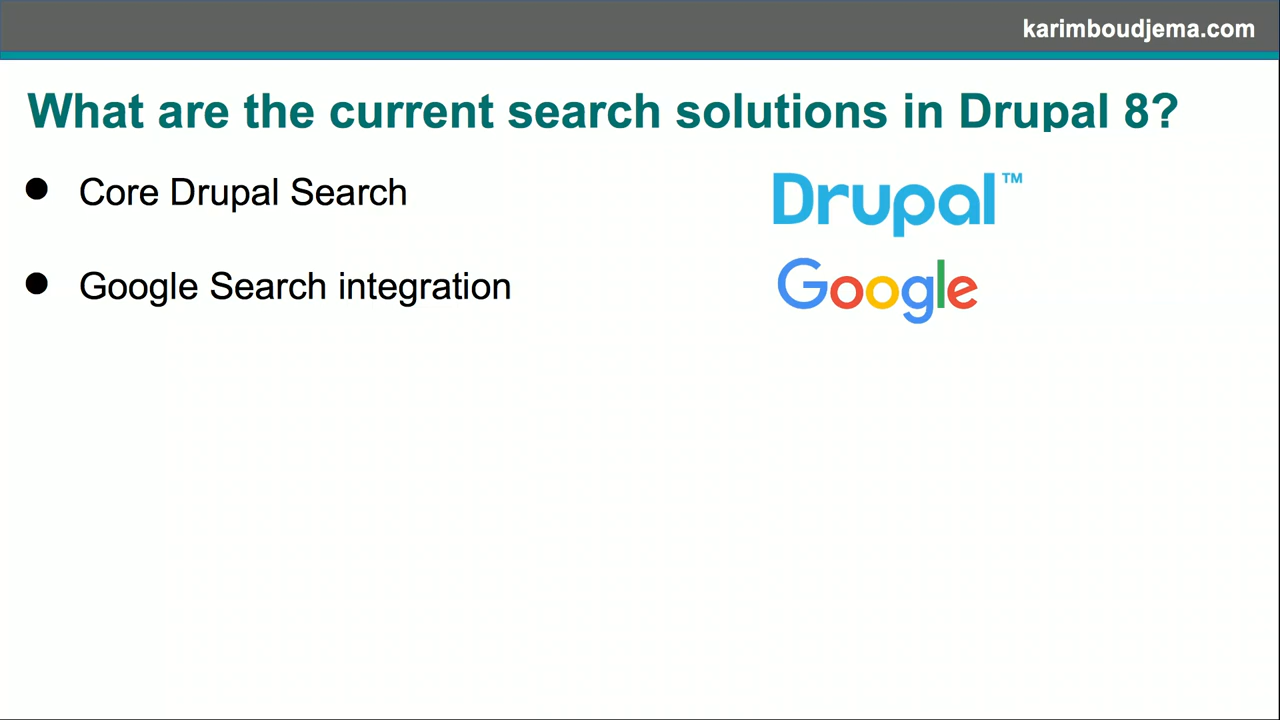 karimboudjema.com
What are the current search solutions in Drupal 8?
● Core Drupal Search
Drupal™
● Google Search integration
Google